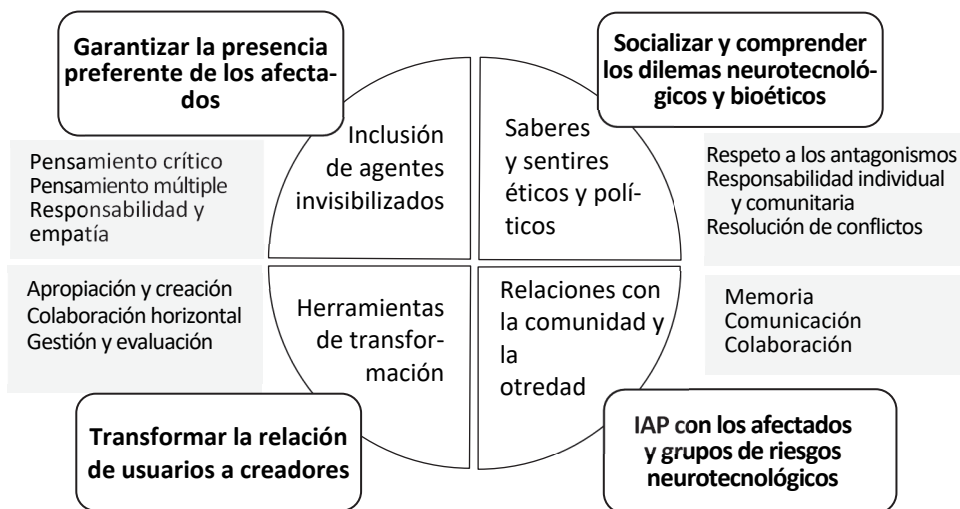 Garantizar la presencia
preferente de los afecta-
dos
Inclusión
de agentes
invisibilizados
Pensamiento crítico
Pensamiento múltiple
Responsabilidad y
empatía
Socializar y comprender
los dilemas neurotecnoló-
gicos y bioéticos
Saberes
y sentires
éticos y polí-
ticos
Respeto a los antagonismos
Responsabilidad individual
y comunitaria
Resolución de conflictos
Apropiación y creación
Colaboración horizontal
Gestión y evaluación
Herramientas
de transfor-
mación
Transformar la relación
de usuarios a creadores
Relaciones con
la comunidad y
la
otredad
Memoria
Comunicación
Colaboración
IAP con los afectados
y grupos de riesgos
neurotecnológicos